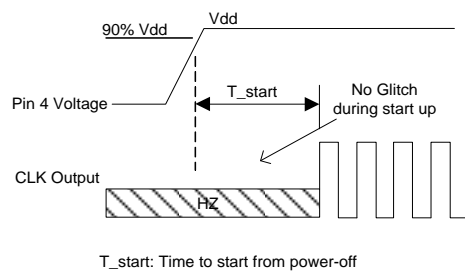 90% Vdd
Vdd
T_start
No Glitch
during start up
Pin 4 Voltage
CLK Output
HZ
T_start: Time to start from power-off